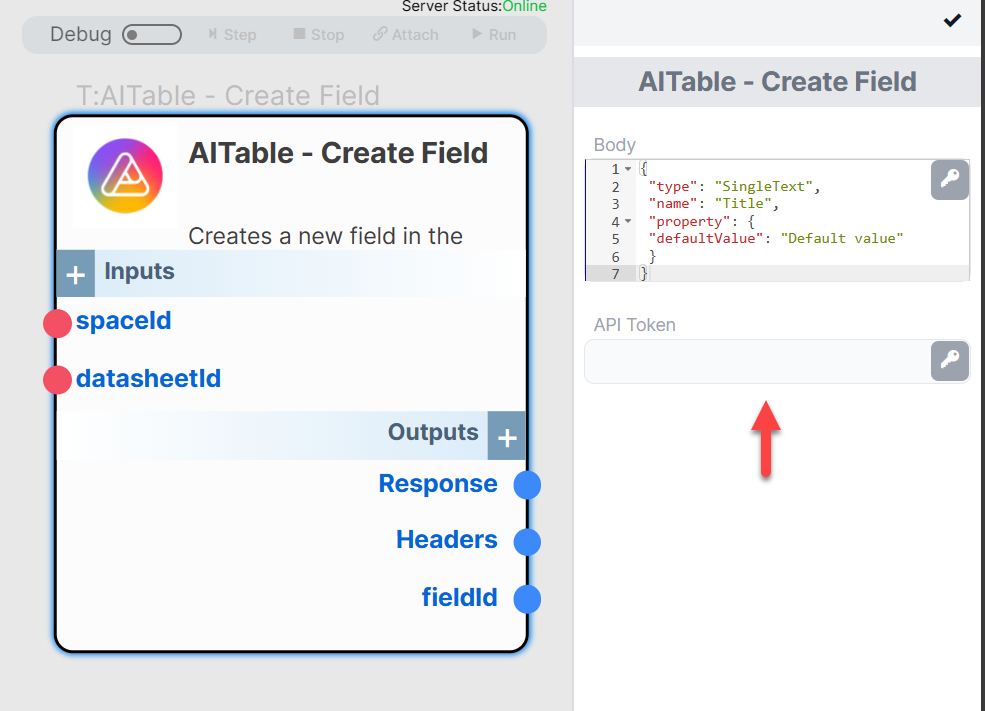 Server Status:Online
Debug
Step
Stop
Attach
Run
T:AITable - Create Field
AITable - Create Field
Creates a new field in the
Inputs
spaceId
datasheetId
Outputs
Response
Headers
fieldId
AITable - Create Field
Body
1 {
2 "type": "SingleText",
3 "name": "Title",
4 "property": {
5 "defaultValue": "Default value"
6 }
7 }
API Token